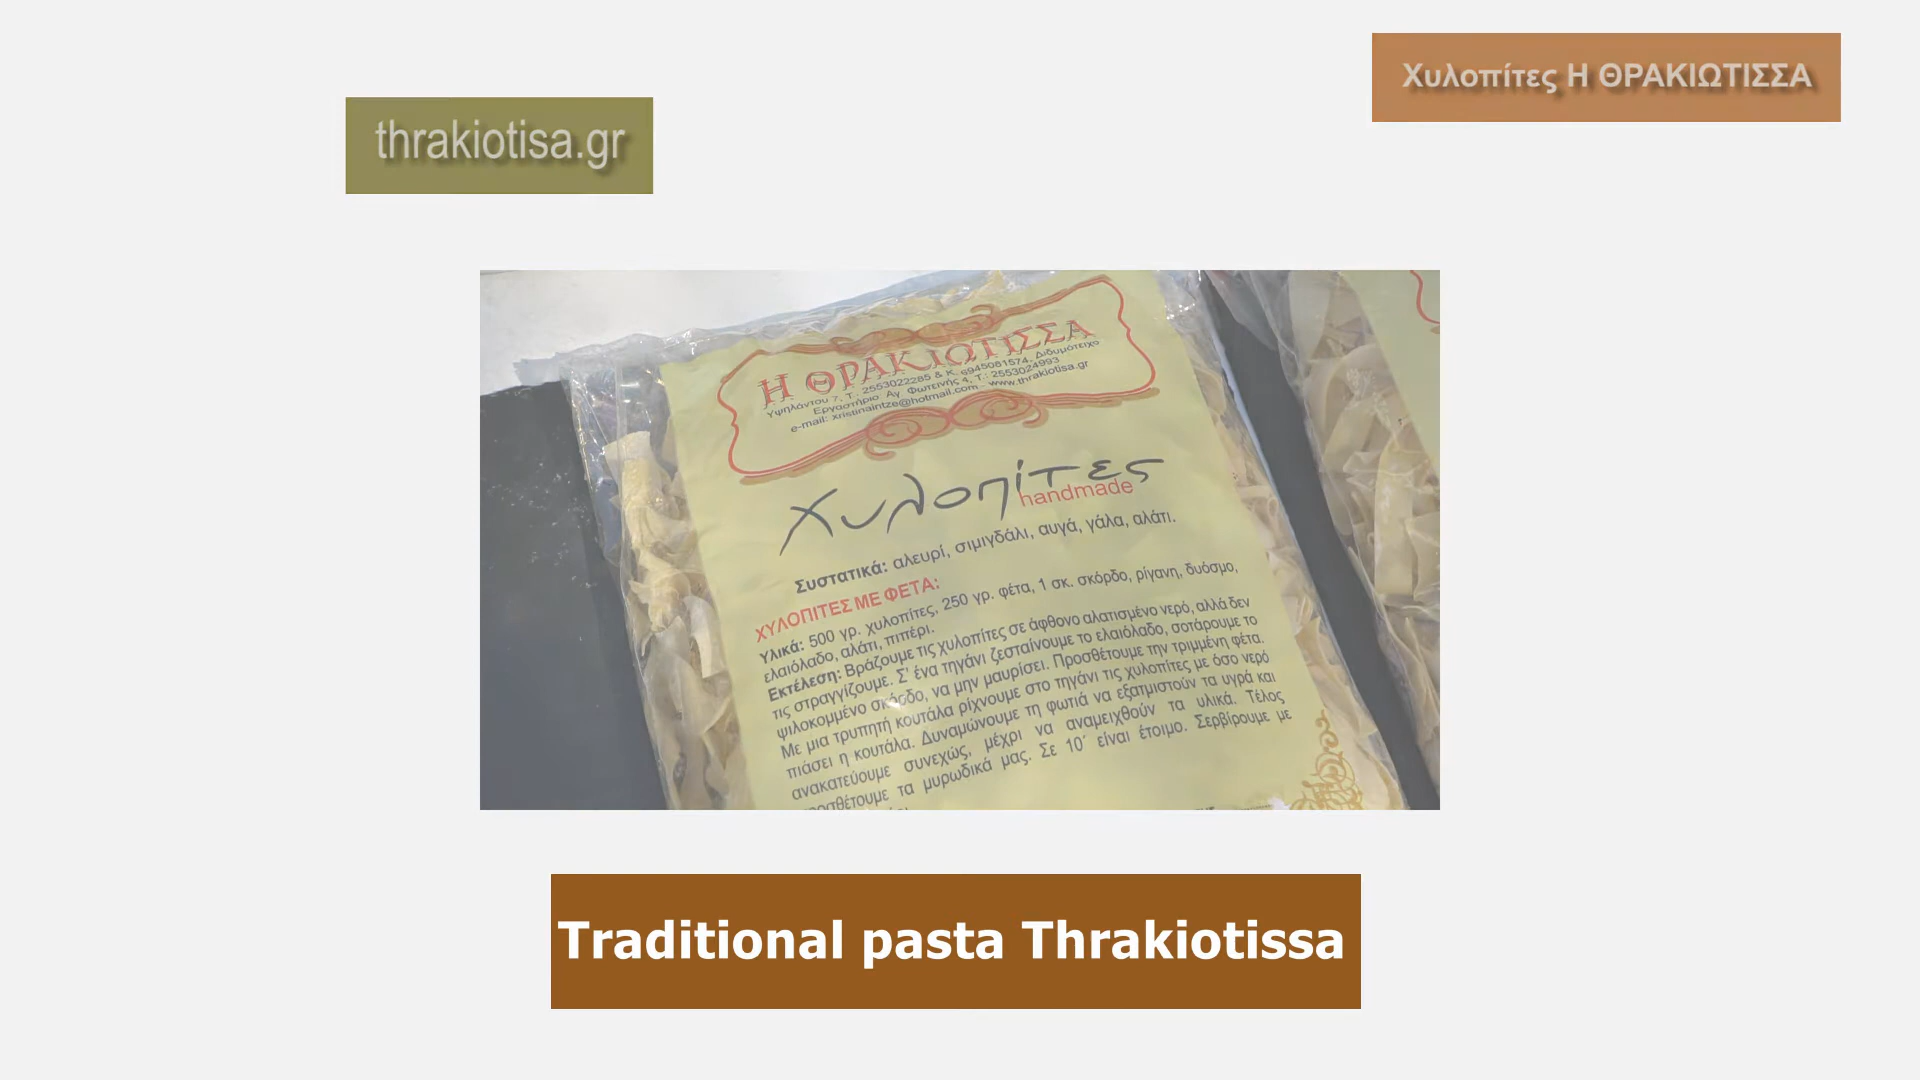 Χυλοπίτες Η ΘΡΑΚΙΩΤΙΣΣΑ
thrakiotisa.gr
Η ΘΡΑΚΙΩΤΙΣΣΑ
Υψηλάντου 7, Τ.: 2553022285 & Κ. 6945081574, Διδυμότειχο
Εργαστήριο Αγ. Φωτεινής 4, Τ.: 2553024993
e-mail: xristinaintze@hotmail.com - www.thrakiotisa.gr
Χυλοπίτες
handmade
Συστατικά: αλευρί, σιμιγδάλι, αυγά, γάλα, αλάτι.
ΧΥΛΟΠΙΤΕΣ ΜΕ ΦΕΤΑ:
Υλικά: 500 γρ. χυλοπίτες, 250 γρ. φέτα, 1 σκ. σκόρδο, ρίγανη, δυόσμο,
ελαιόλαδο, αλάτι, πιπέρι.
Εκτέλεση: Βράζουμε τις χυλοπίτες σε άφθονο αλατισμένο νερό, αλλά δεν
τις στραγγίζουμε. Σ' ένα τηγάνι ζεσταίνουμε το ελαιόλαδο, σοτάρουμε το
ψιλοκομμένο σκόρδο, να μην μαυρίσει. Προσθέτουμε την τριμμένη φέτα.
Με μια τρυπητή κουτάλα ρίχνουμε στο τηγάνι τις χυλοπίτες με όσο νερό
πιάσει η κουτάλα. Δυναμώνουμε τη φωτιά να εξατμιστούν τα υγρά και
ανακατεύουμε συνεχώς, μέχρι να αναμειχθούν τα υλικά. Τέλος
προσθέτουμε τα μυρωδικά μας. Σε 10΄ είναι έτοιμο. Σερβίρουμε με
Traditional pasta Thrakiotissa